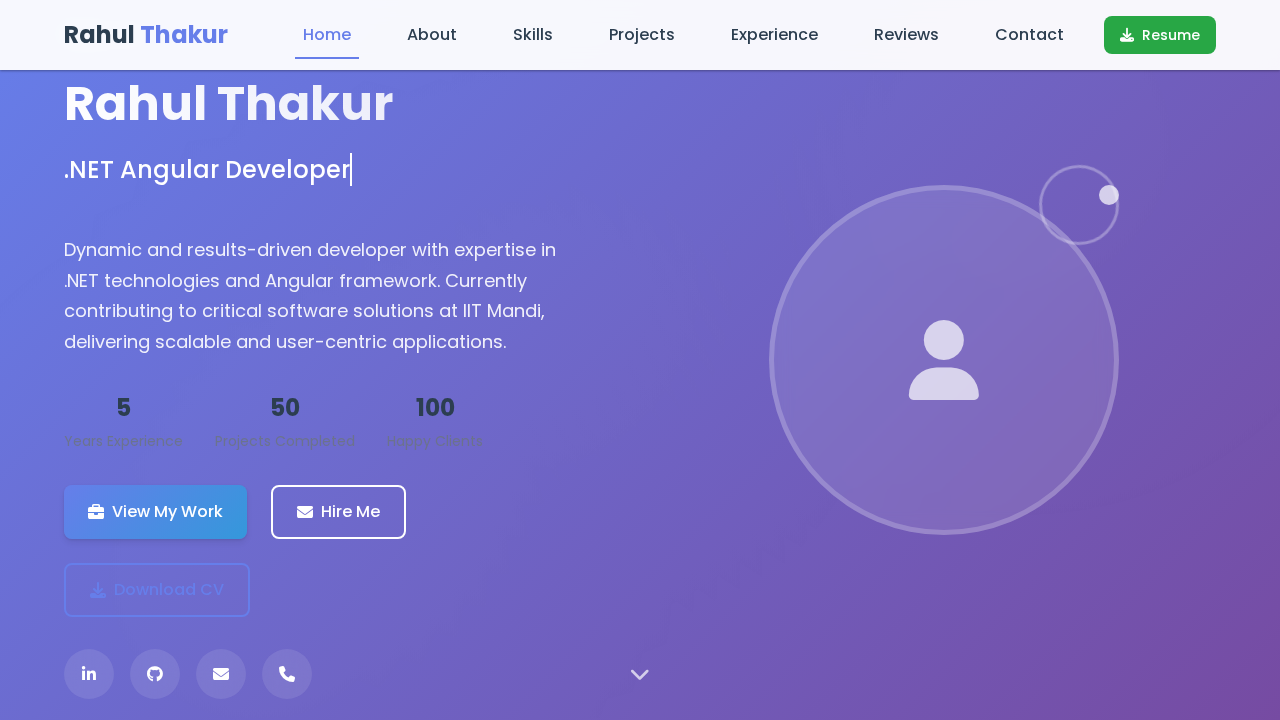 Rahul Thakur
Home
About
Skills
Projects
Experience
Reviews
Contact
Resume
Rahul Thakur
.NET Angular Developer
Dynamic and results-driven developer with expertise in
.NET technologies and Angular framework. Currently
contributing to critical software solutions at IIT Mandi,
delivering scalable and user-centric applications.
5
50
100
Years Experience
Projects Completed
Happy Clients
View My Work
Hire Me
Download CV